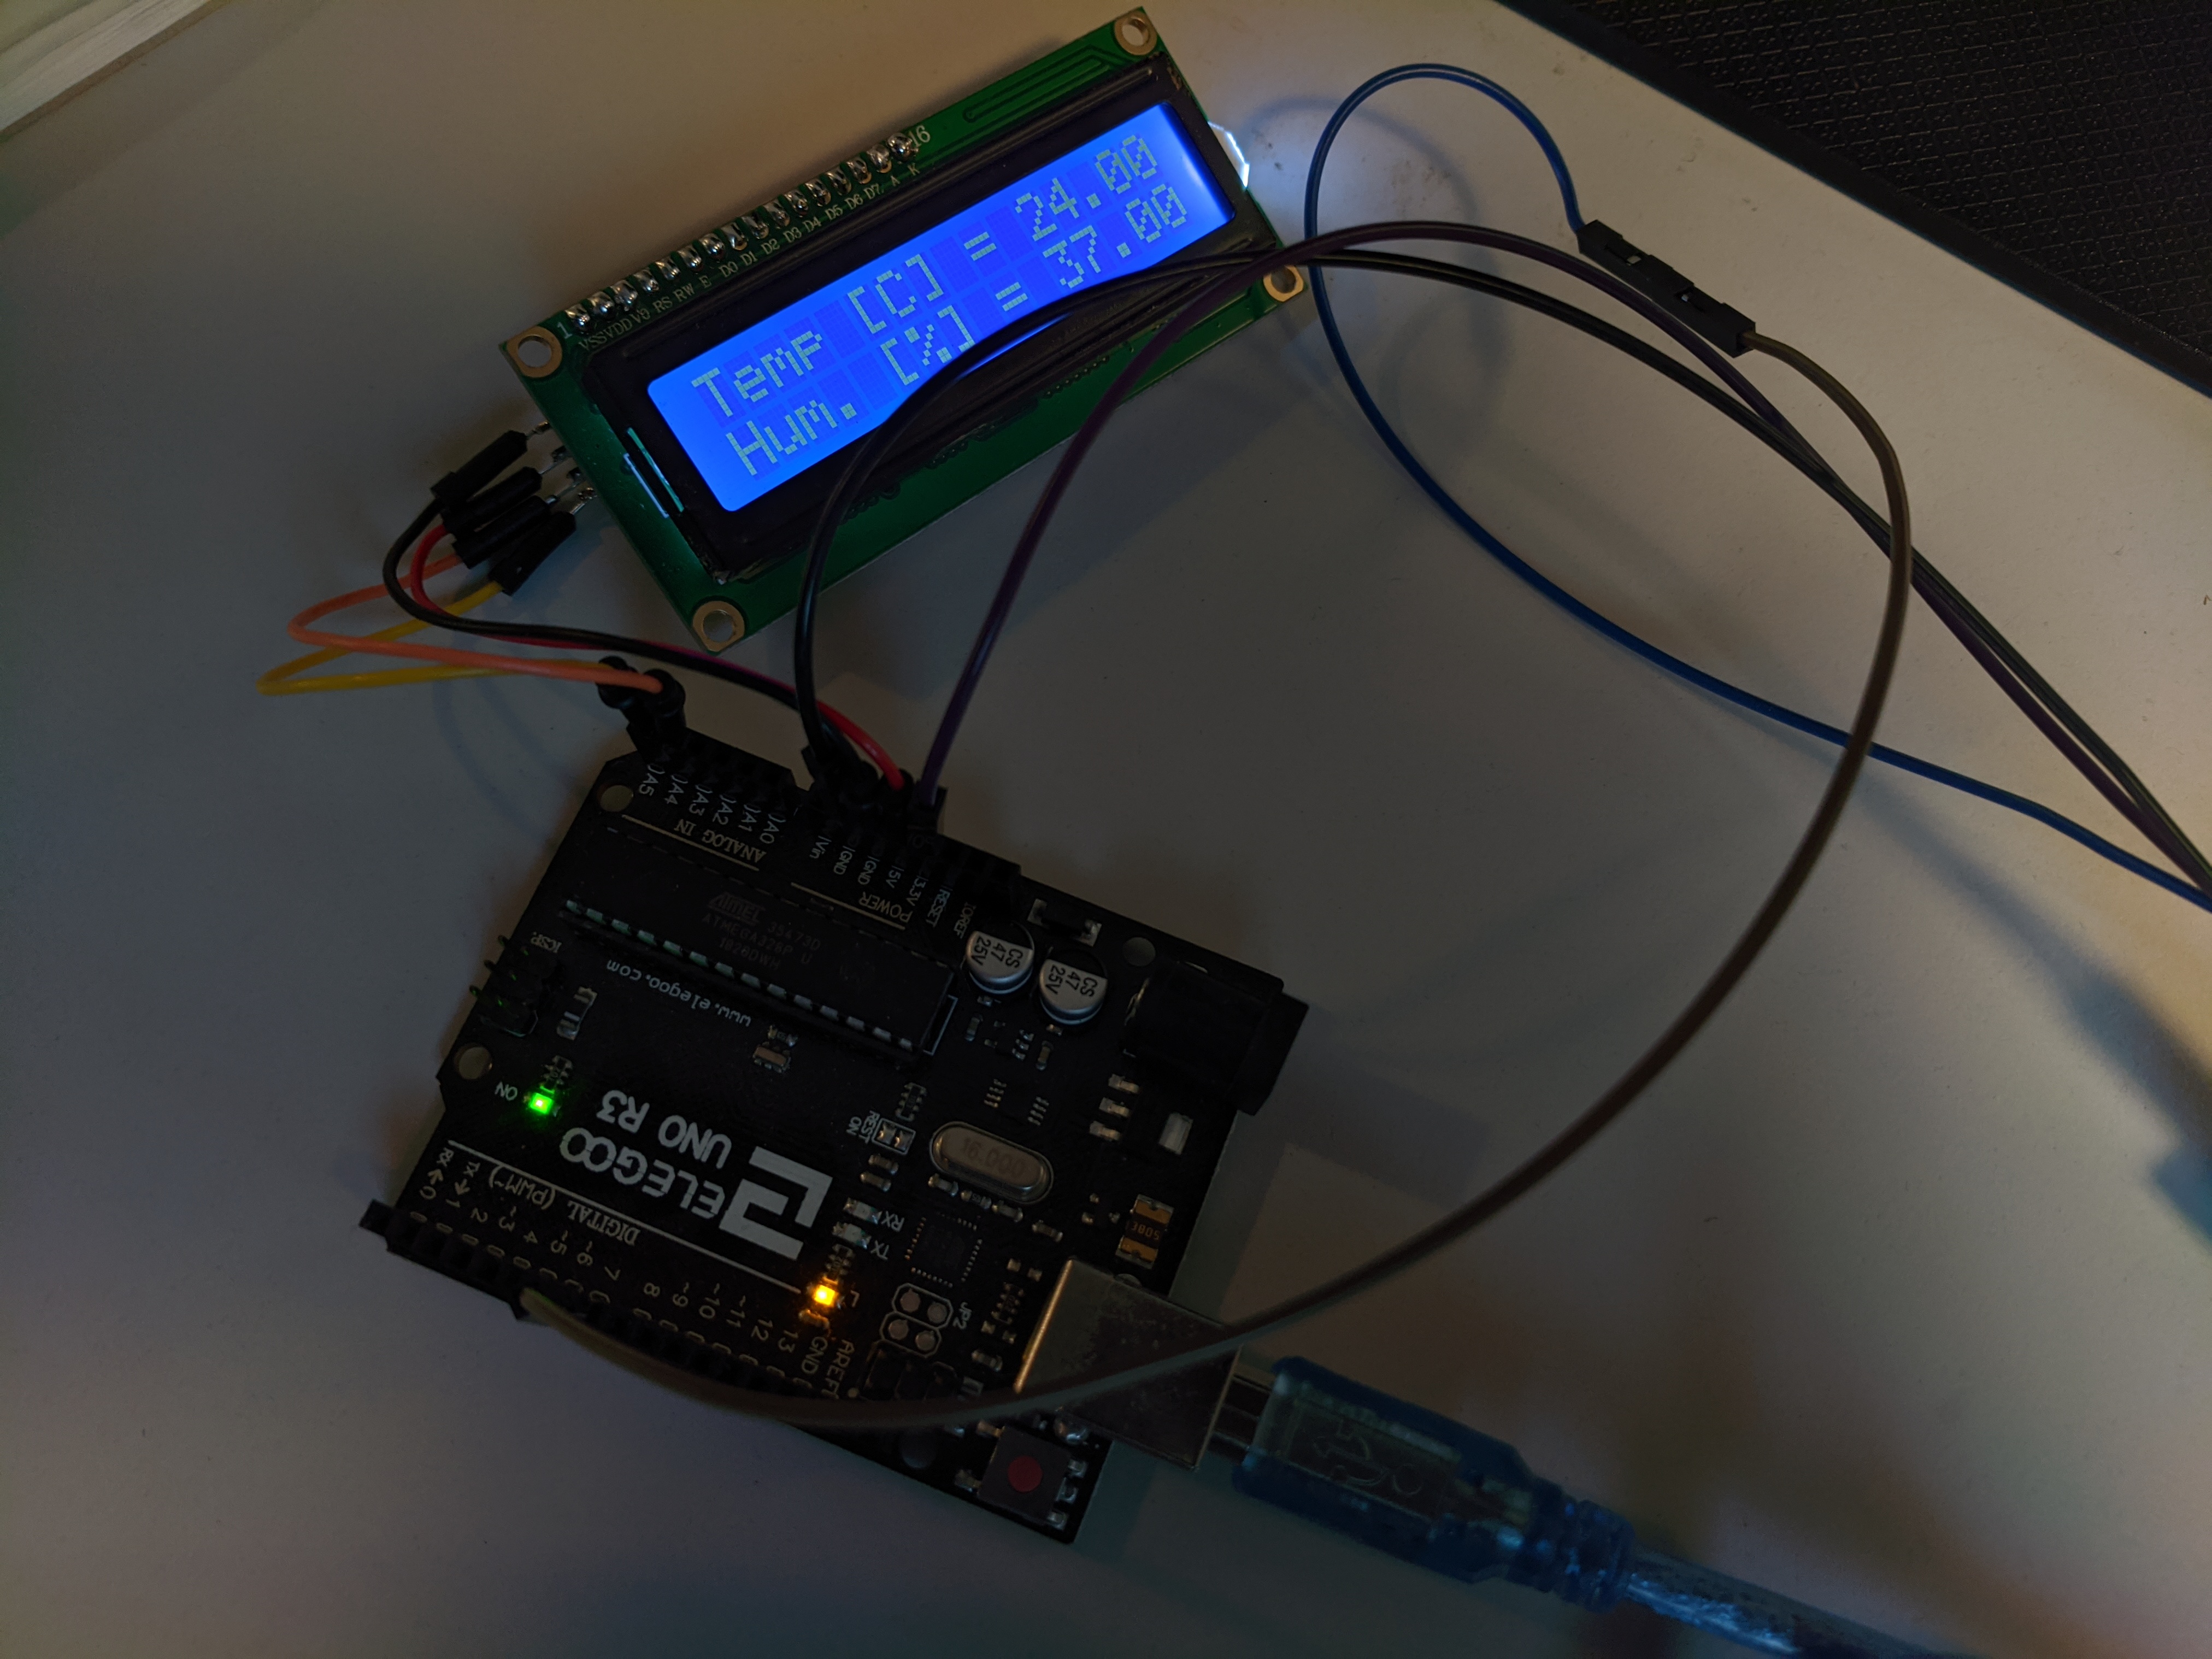 16
1
VSS VDD V0 RS RW E D0 D1 D2 D3 D4 D5 D6 D7 A K
Temp [C] = 24.00
Hum. [%] = 37.00
A5 A4 A3 A2 A1 A0
Vin GND GND 5V 3.3V RESET IOREF
ANALOG IN
POWER
ATMEL
ATMEGA328P U
www.elegoo.com
CS
47
25V
CS
47
25V
ICSP
ON
ELEGOO
UNO R3
16.000
RX
TX
JP2
L
DIGITAL (PWM~)
RX 0
TX 1
2
~3
4
~5
~6
7
8
~9
~10
~11
12
13
GND
AREF